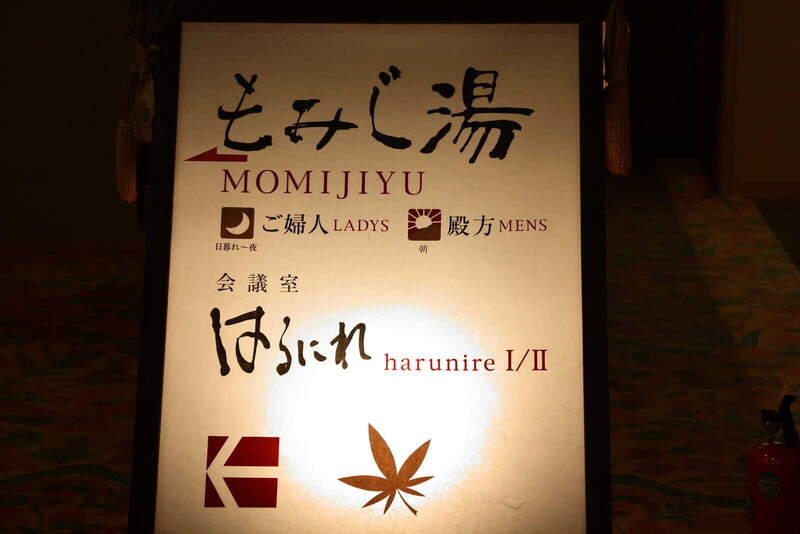 もみじ湯
MOMIJIYU
ご婦人 LADYS 殿方 MENS
日暮れ〜夜 朝
会議室
はるにれ harunire I/II